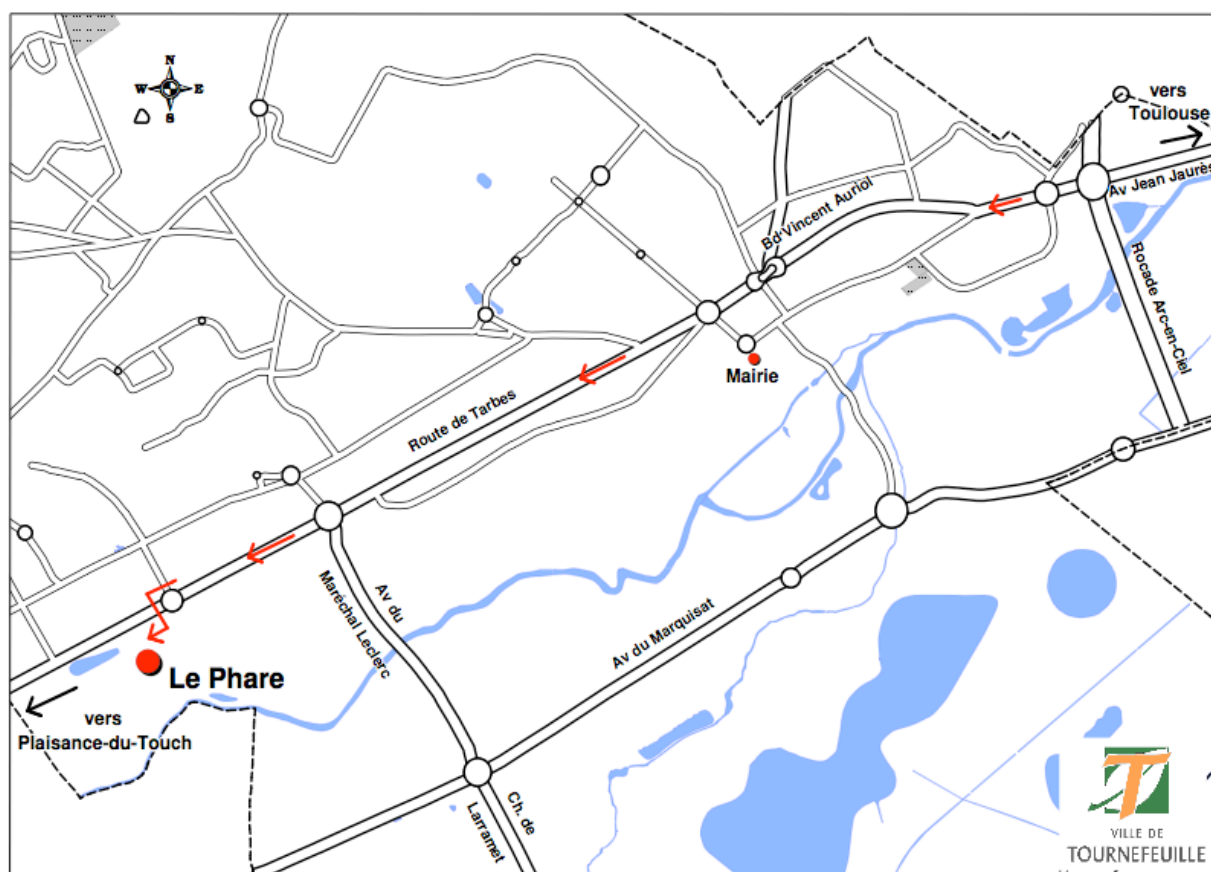 N
W E
S
vers
Toulouse
Av Jean Jaurès
Bd Vincent Auriol
Rocade Arc-en-Ciel
Mairie
Route de Tarbes
Av du
Maréchal Leclerc
Av du Marquisat
Le Phare
vers
Plaisance-du-Touch
Ch. de
Larramet
T
VILLE DE
TOURNEFEUILLE